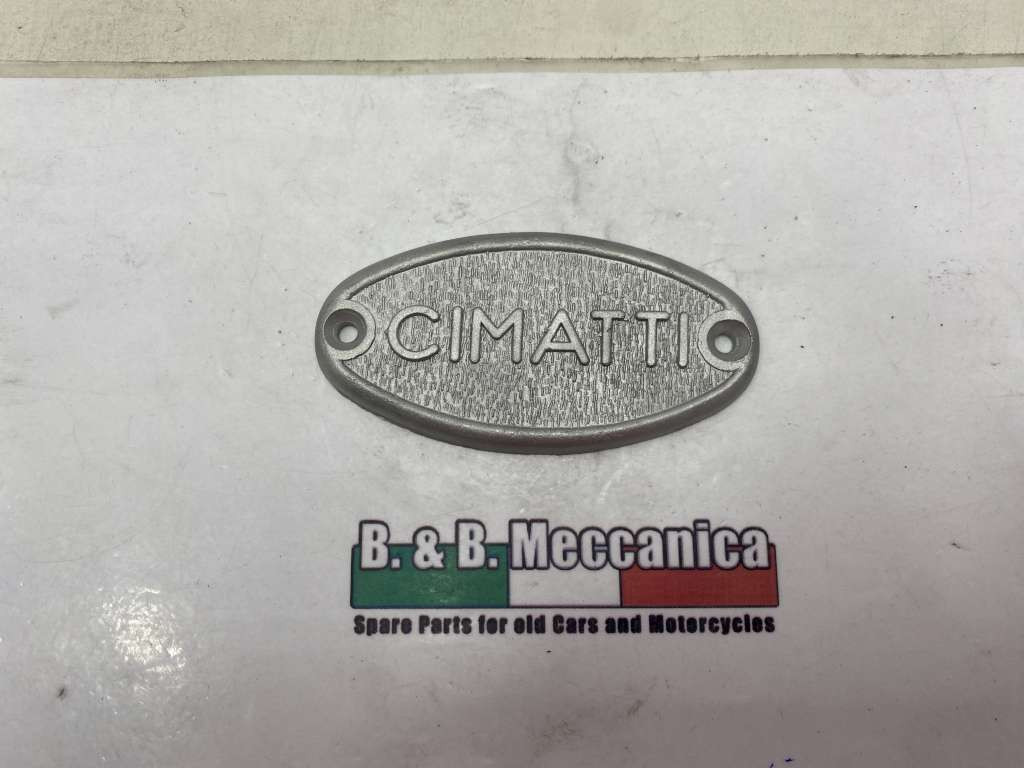 CIMATTI
B. & B. Meccanica
Spare Parts for old Cars and Motorcycles